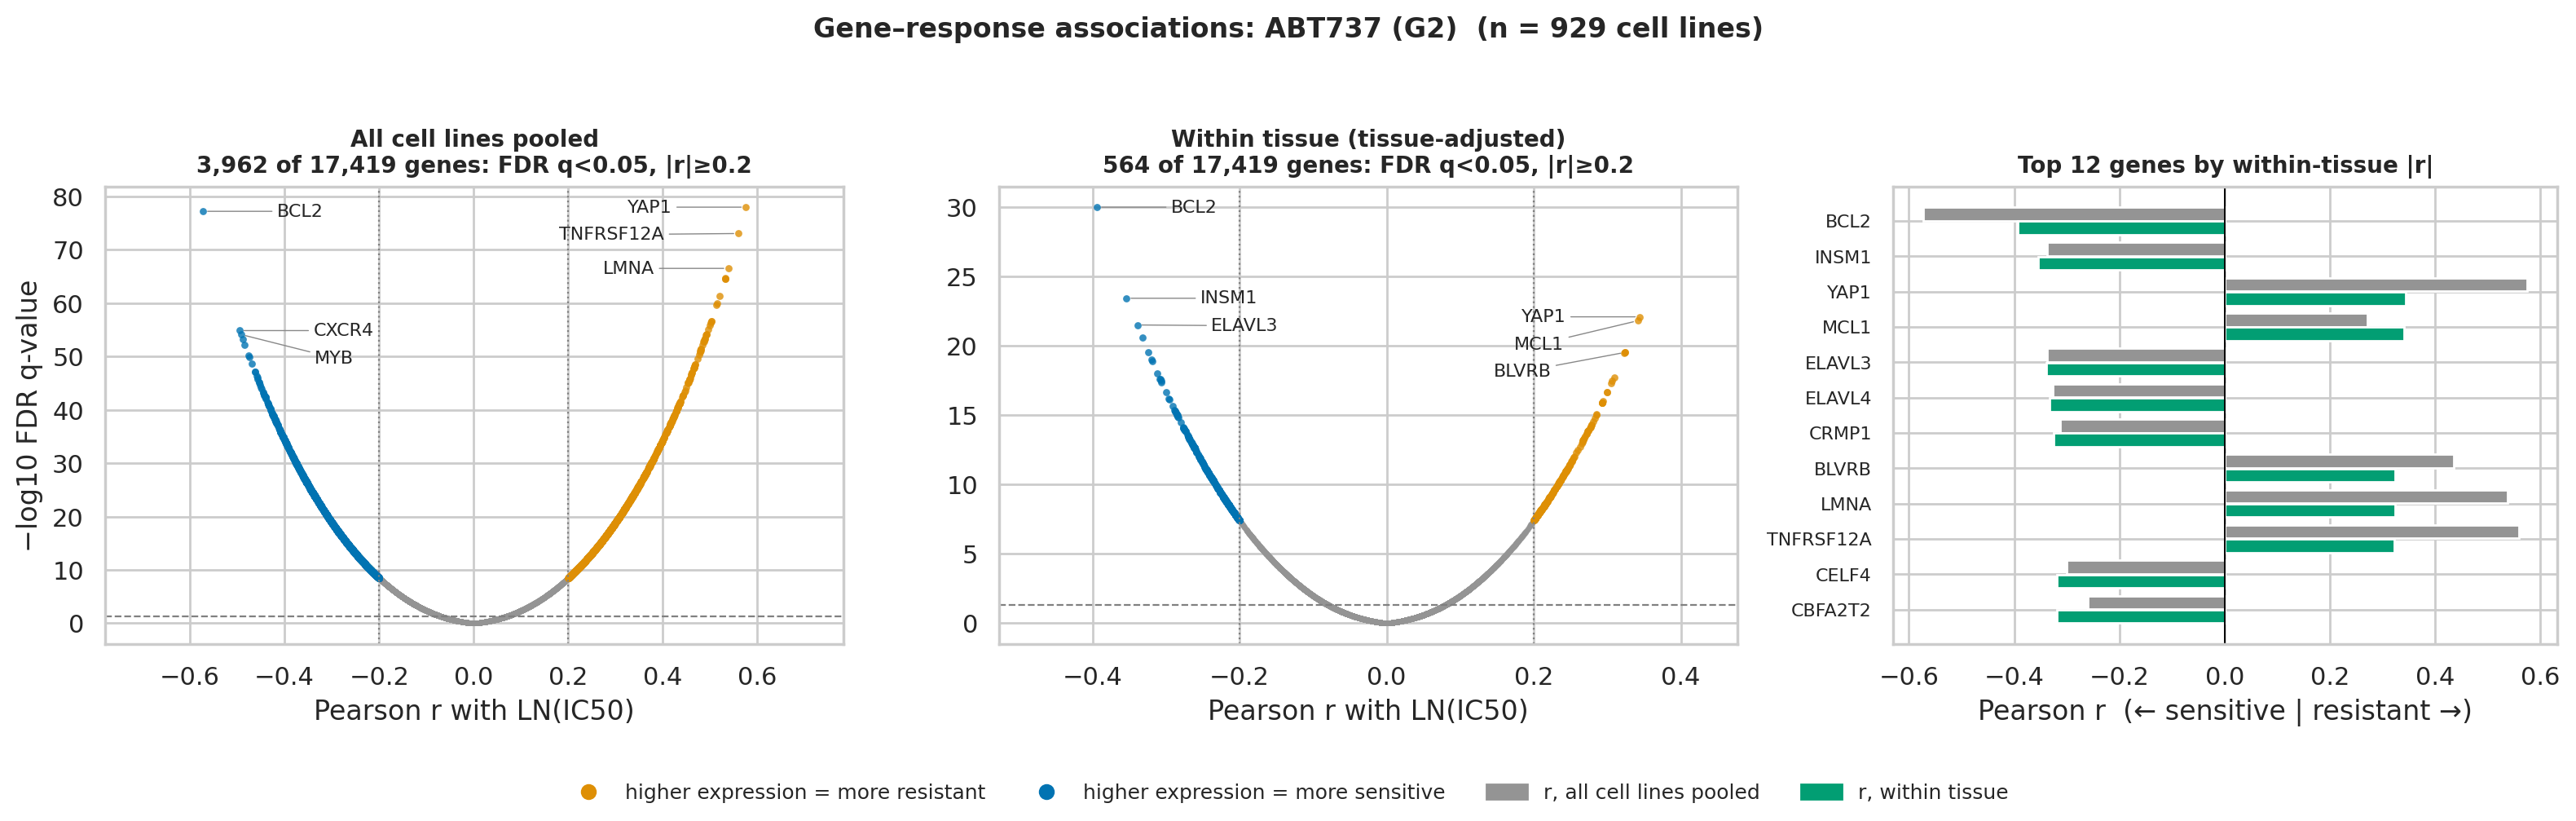 Gene–response associations: ABT737 (G2)  (n = 929 cell lines)
All cell lines pooled
3,962 of 17,419 genes: FDR q<0.05, |r|≥0.2
−log10 FDR q-value
80
70
60
50
40
30
20
10
0
BCL2
YAP1
TNFRSF12A
LMNA
CXCR4
MYB
−0.6 −0.4 −0.2 0.0 0.2 0.4 0.6
Pearson r with LN(IC50)
Within tissue (tissue-adjusted)
564 of 17,419 genes: FDR q<0.05, |r|≥0.2
30
25
20
15
10
5
0
BCL2
INSM1
ELAVL3
YAP1
MCL1
BLVRB
−0.4 −0.2 0.0 0.2 0.4
Pearson r with LN(IC50)
Top 12 genes by within-tissue |r|
BCL2
INSM1
YAP1
MCL1
ELAVL3
ELAVL4
CRMP1
BLVRB
LMNA
TNFRSF12A
CELF4
CBFA2T2
−0.6 −0.4 −0.2 0.0 0.2 0.4 0.6
Pearson r  (← sensitive | resistant →)
higher expression = more resistant
higher expression = more sensitive
r, all cell lines pooled
r, within tissue